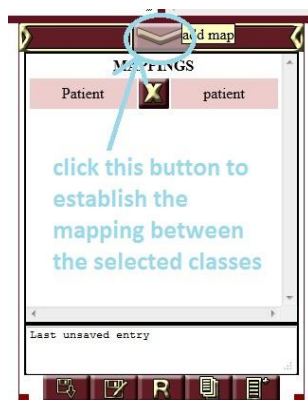 add map
MAPPINGS
Patient X patient
click this button to
establish the
mapping between
the selected classes
Last unsaved entry
R